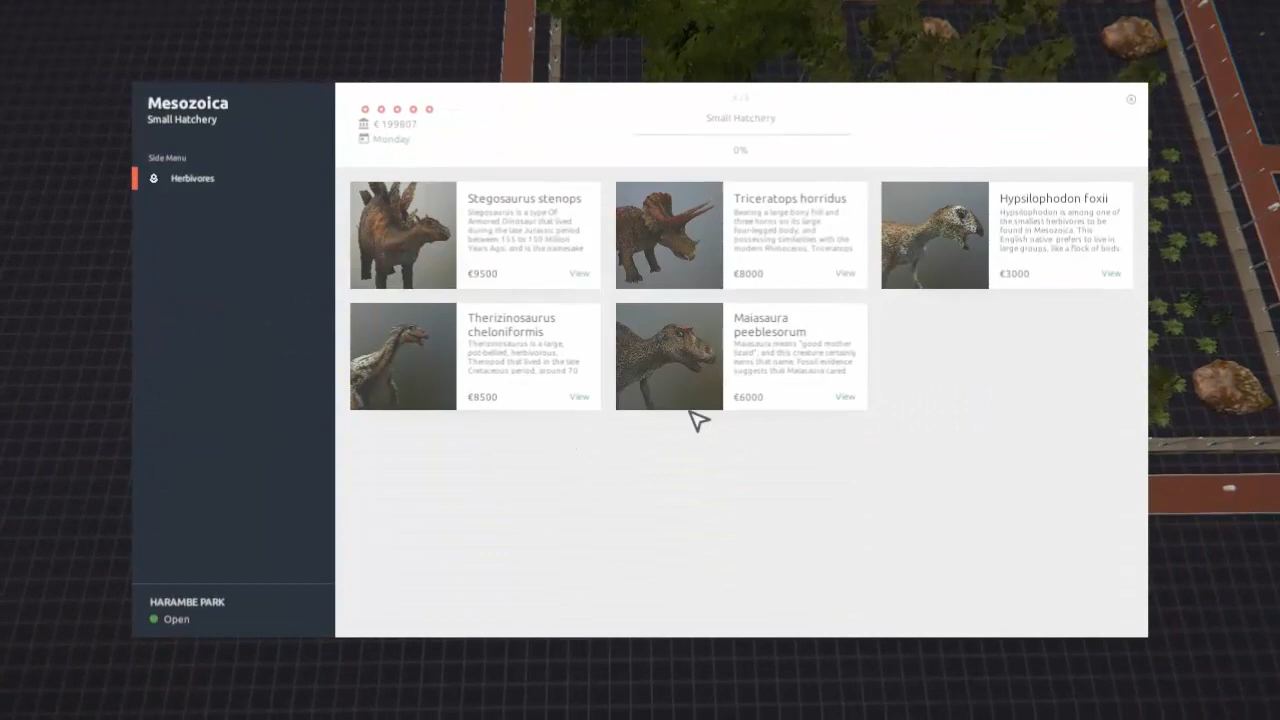 Mesozoica
Small Hatchery
Side Menu
Herbivores
HARAMBE PARK
Open
€ 199807
Monday
Small Hatchery
0%
Stegosaurus stenops
Stegosaurus is a type Of
Armored Dinosaur that lived
during the late Jurassic period
between 155 to 150 Million
Years Ago; and is the namesake
€9500
View
Triceratops horridus
Bearing a large bony frill and
three horns on its large
four-legged body, and
possessing similarities with the
modern Rhinoceros, Triceratops
€8000
View
Hypsilophodon foxii
Hypsilophodon is among one of
the smallest herbivores to be
found in Mesozoica. This
English native prefers to live in
large groups, like a flock of birds.
€3000
View
Therizinosaurus
cheloniformis
Therizinosaurus is a large,
pot-bellied, herbivorous,
Theropod that lived in the late
Cretaceous period, around 70
€8500
View
Maiasaura
peeblesorum
Maiasaura means "good mother
lizard", and this creature certainly
earns that name. Fossil evidence
suggests that Maiasaura cared
€6000
View